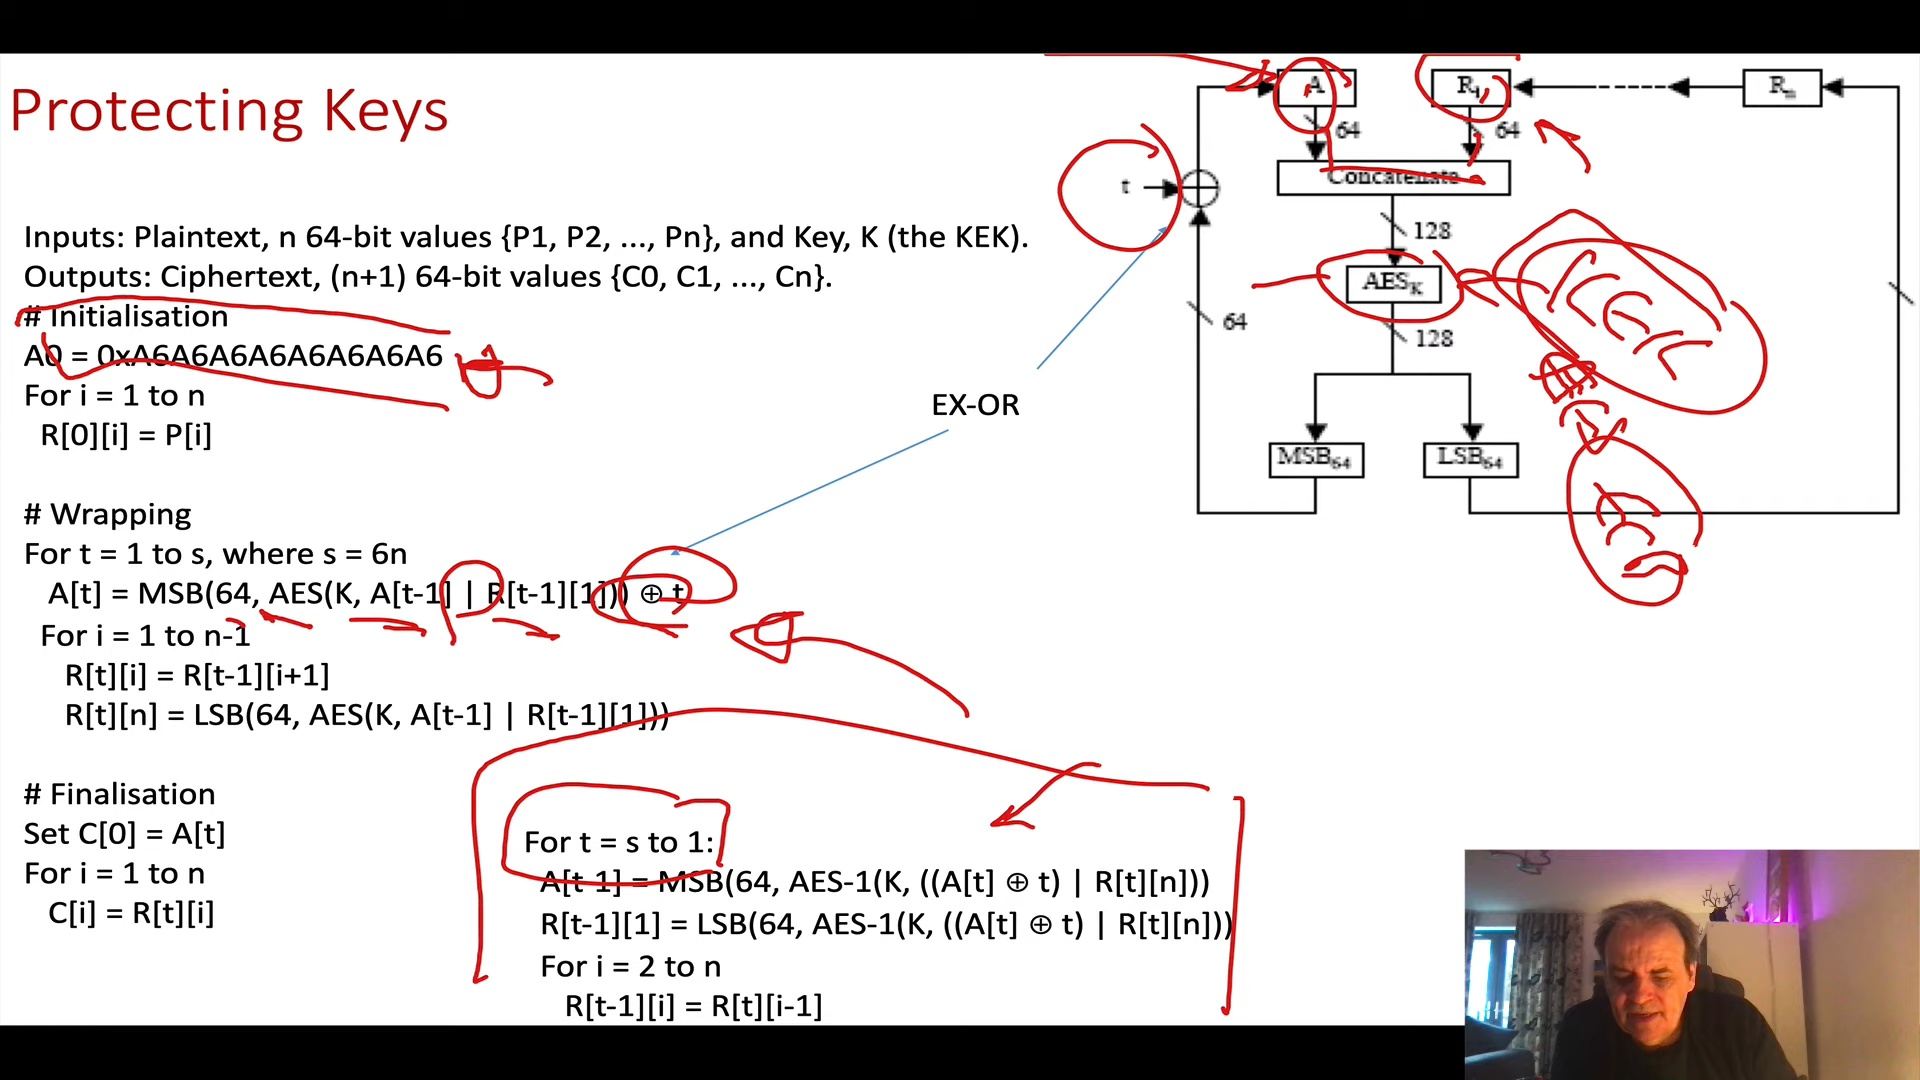 Protecting Keys
Inputs: Plaintext, n 64-bit values {P1, P2, ..., Pn}, and Key, K (the KEK).
Outputs: Ciphertext, (n+1) 64-bit values {C0, C1, ..., Cn}.
# Initialisation
A0 = 0xA6A6A6A6A6A6A6A6
For i = 1 to n
R[0][i] = P[i]
# Wrapping
For t = 1 to s, where s = 6n
A[t] = MSB(64, AES(K, A[t-1] | R[t-1][1])) ⊕ t
For i = 1 to n-1
R[t][i] = R[t-1][i+1]
R[t][n] = LSB(64, AES(K, A[t-1] | R[t-1][1]))
# Finalisation
Set C[0] = A[t]
For i = 1 to n
C[i] = R[t][i]
For t = s to 1:
A[t-1] = MSB(64, AES-1(K, ((A[t] ⊕ t) | R[t][n]))
R[t-1][1] = LSB(64, AES-1(K, ((A[t] ⊕ t) | R[t][n]))
For i = 2 to n
R[t-1][i] = R[t][i-1]
EX-OR
A
R1
Rn
64
64
t
Concatenate
128
AESK
KEK
128
64
MSB64
LSB64